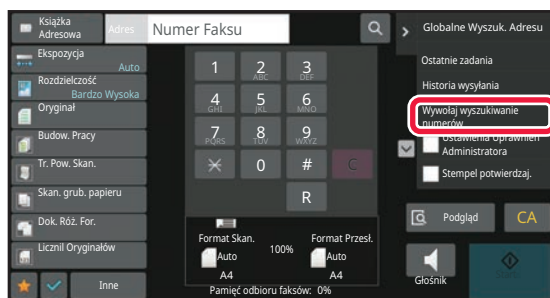 Książka
Adresowa
Adres
Numer Faksu
Globalne Wyszuk. Adresu
Ekspozycja
Auto
Rozdzielczość
Bardzo Wysoka
Oryginał
Budow. Pracy
Tr. Pow. Skan.
Skan. grub. papieru
Dok. Róż. For.
Licznil Oryginałów
Inne
1
2
ABC
3
DEF
4
GHI
5
JKL
6
MNO
7
PQRS
8
TUV
9
WXYZ
0
#
C
R
Format Skan.
Auto
A4
100%
Format Przesł.
Auto
A4
Pamięć odbioru faksów: 0%
Ostatnie zadania
Historia wysyłania
Wywołaj wyszukiwanie
numerów
Ustawienia Uprawnień
Administratora
Stempel potwierdzaj.
Podgląd
CA
Głośnik
Start